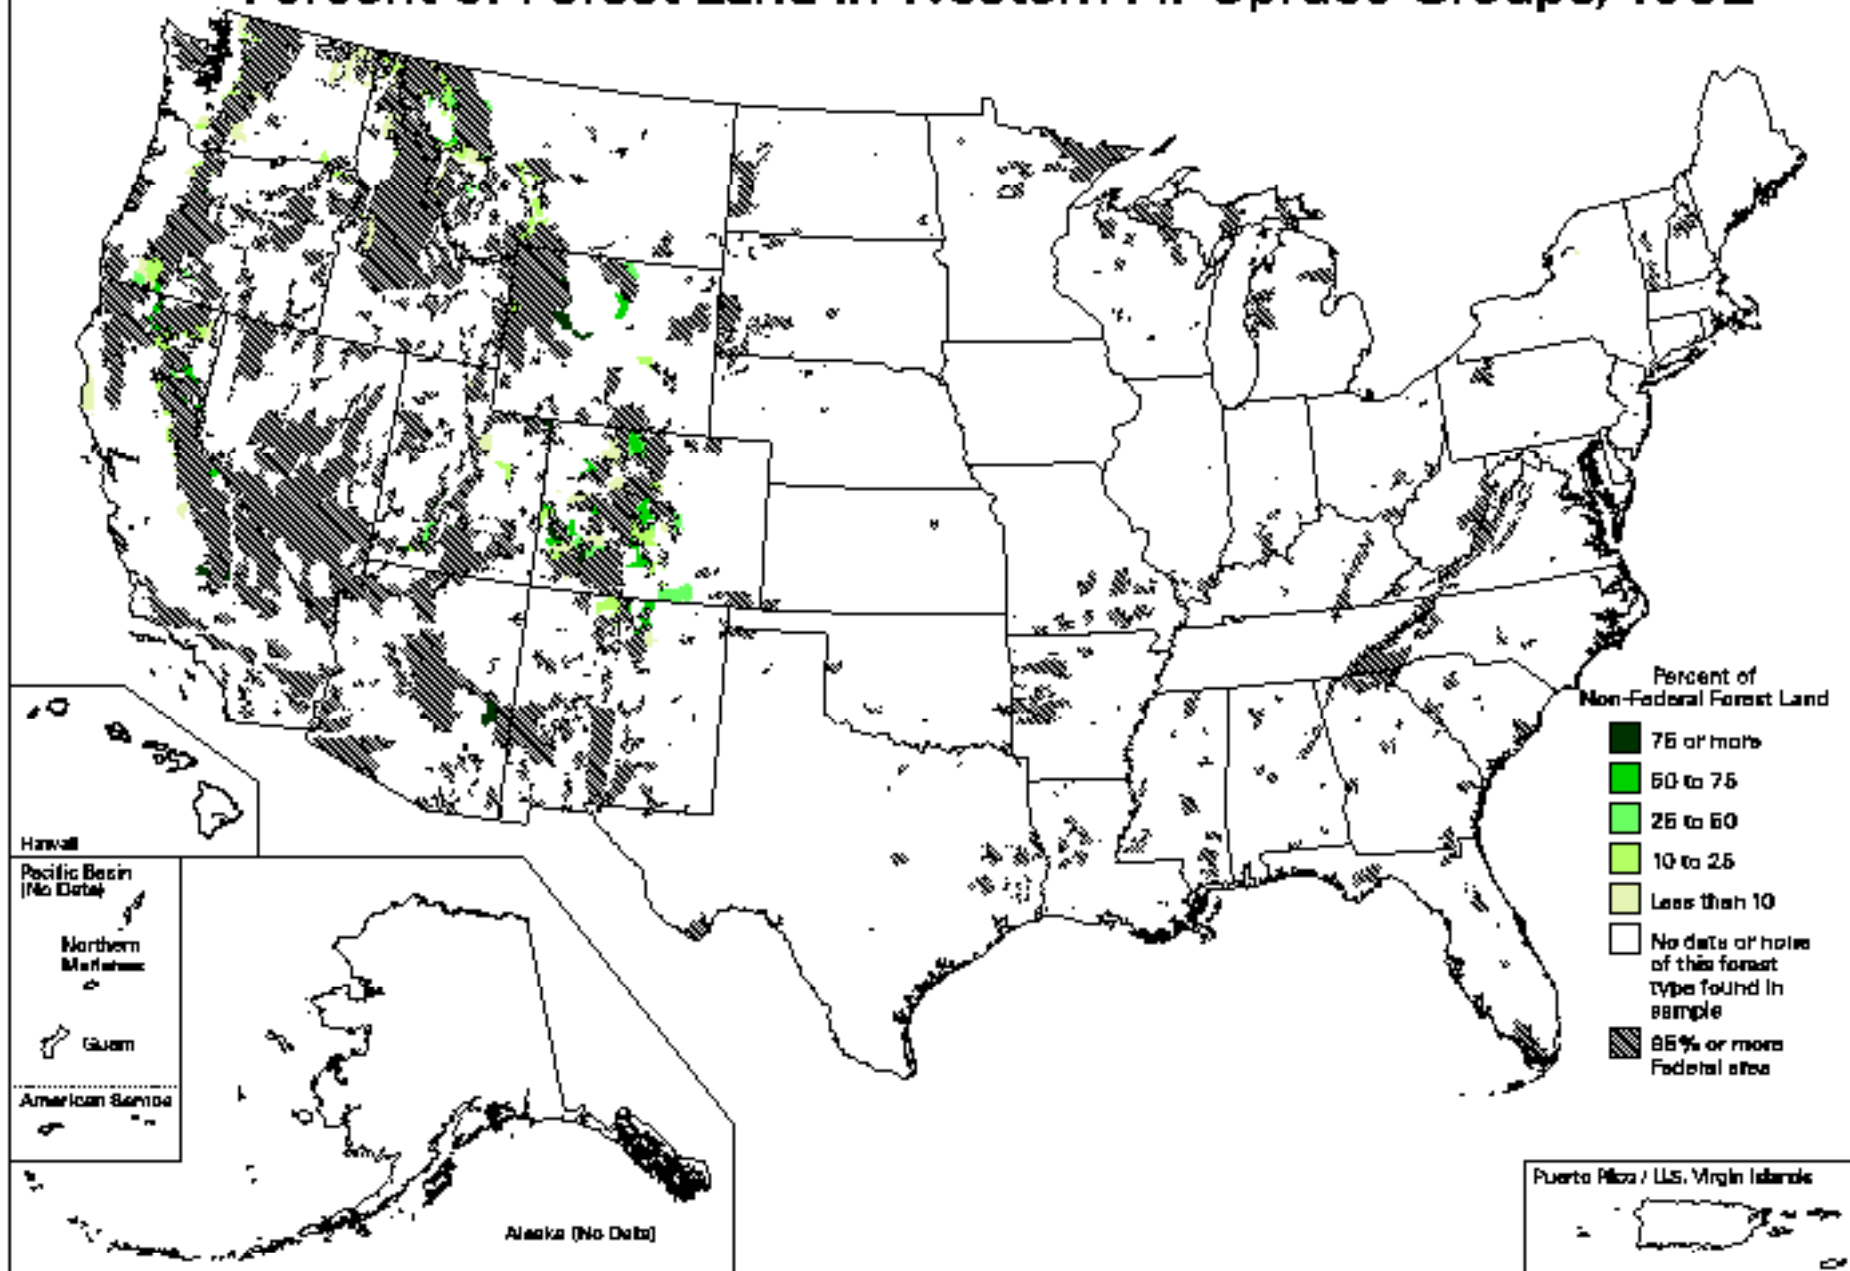 Percent of Forest Land in Western Fir-Spruce Groups, 1992
Percent of
Non-Federal Forest Land
75 or more
50 to 75
25 to 50
10 to 25
Less than 10
No data or none
of this forest
type found in
sample
95% or more
Federal area
Hawaii
Pacific Basin
(No Data)
Northern
Marianas
Guam
American Samoa
Alaska (No Data)
Puerto Rico / U.S. Virgin Islands